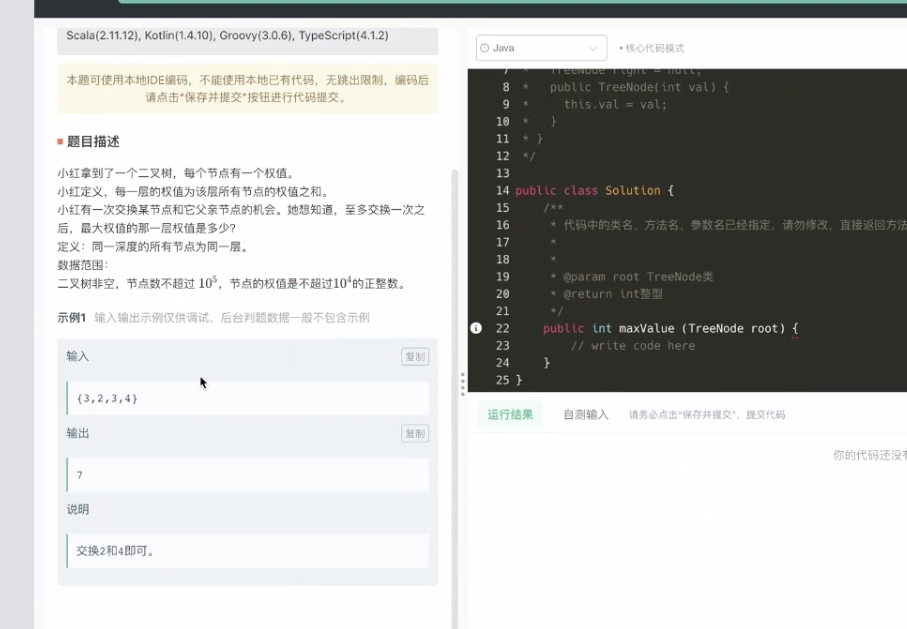 Scala(2.11.12), Kotlin(1.4.10), Groovy(3.0.6), TypeScript(4.1.2)
本题可使用本地IDE编码，不能使用本地已有代码，无跳出限制，编码后
请点击“保存并提交”按钮进行代码提交。
题目描述
小红拿到了一个二叉树，每个节点有一个权值。
小红定义，每一层的权值为该层所有节点的权值之和。
小红有一次交换某节点和它父亲节点的机会。她想知道，至多交换一次之
后，最大权值的那一层权值是多少？
定义：同一深度的所有节点为同一层。
数据范围：
二叉树非空，节点数不超过 10^5，节点的权值是不超过10^4的正整数。
示例1 输入输出示例仅供调试，后台判题数据一般不包含示例
输入
复制
{3,2,3,4}
输出
复制
7
说明
交换2和4即可。
Java
核心代码模式
7 * TreeNode right = null;
8 * public TreeNode(int val) {
9 * this.val = val;
10 * }
11 * }
12 */
13
14 public class Solution {
15 /**
16 * 代码中的类名、方法名、参数名已经指定，请勿修改，直接返回方法
17 *
18 *
19 * @param root TreeNode类
20 * @return int整型
21 */
22 public int maxValue (TreeNode root) {
23 // write code here
24 }
25 }
运行结果 自测输入 请务必点击“保存并提交”，提交代码
你的代码还没